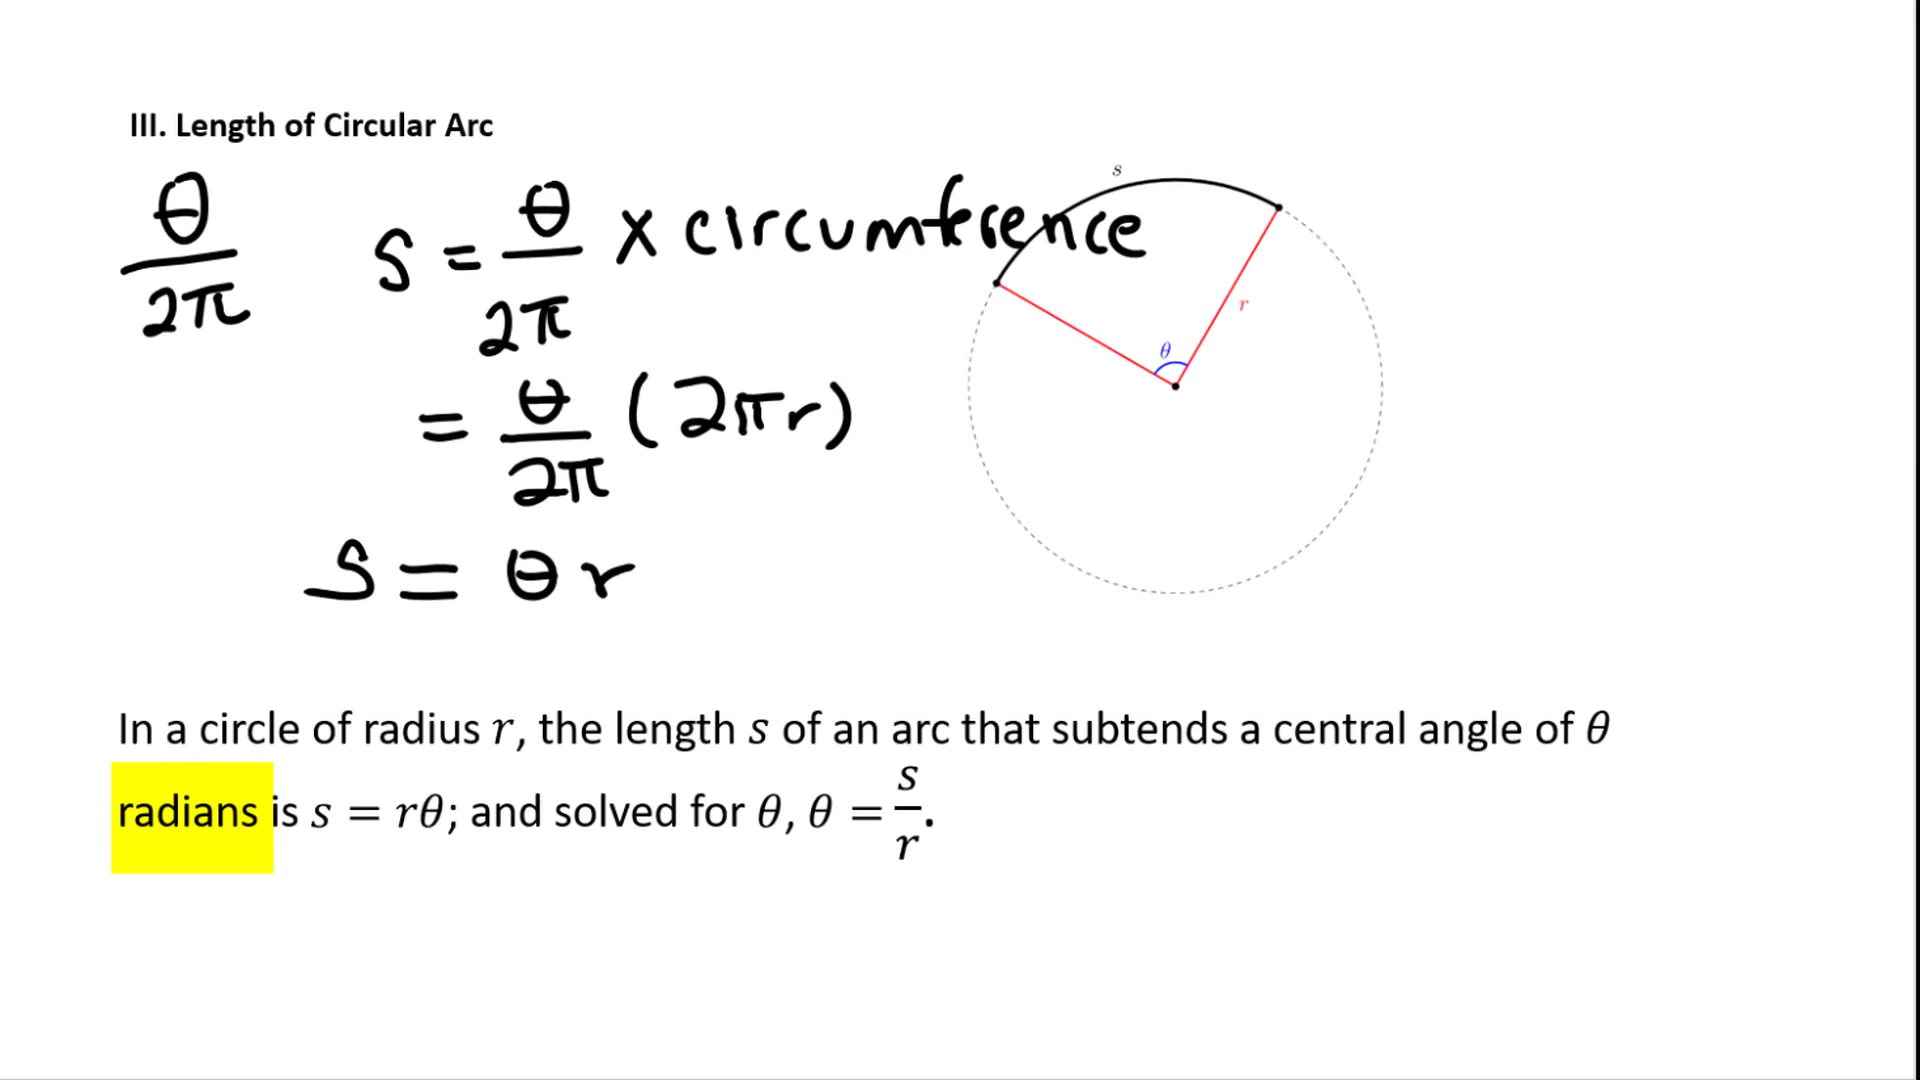 III. Length of Circular Arc
θ/2π
s = θ/2π x circumference
= θ/2π (2πr)
s = θr
s
r
θ
In a circle of radius r, the length s of an arc that subtends a central angle of θ
radians is s = rθ; and solved for θ, θ = s/r.